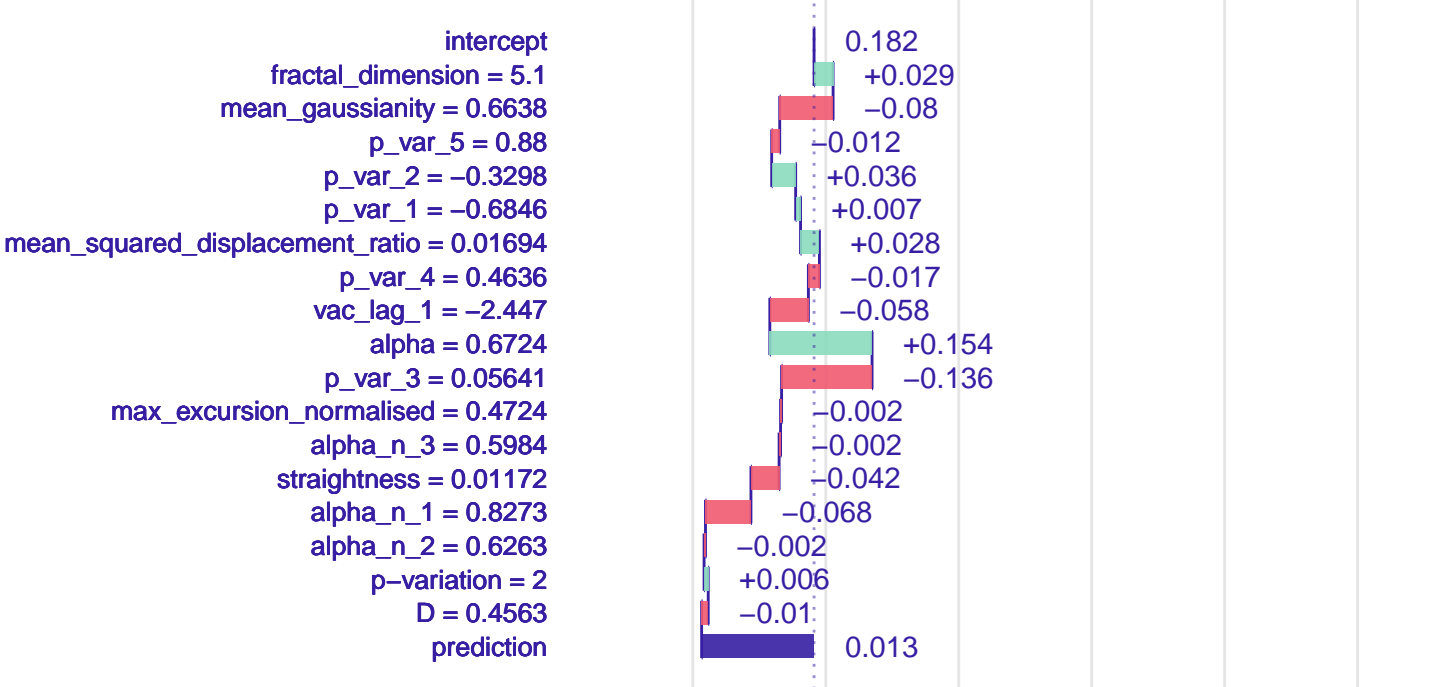 intercept 0.182
fractal_dimension = 5.1 +0.029
mean_gaussianity = 0.6638 −0.08
p_var_5 = 0.88 −0.012
p_var_2 = −0.3298 +0.036
p_var_1 = −0.6846 +0.007
mean_squared_displacement_ratio = 0.01694 +0.028
p_var_4 = 0.4636 −0.017
vac_lag_1 = −2.447 −0.058
alpha = 0.6724 +0.154
p_var_3 = 0.05641 −0.136
max_excursion_normalised = 0.4724 −0.002
alpha_n_3 = 0.5984 −0.002
straightness = 0.01172 −0.042
alpha_n_1 = 0.8273 −0.068
alpha_n_2 = 0.6263 −0.002
p−variation = 2 +0.006
D = 0.4563 −0.01
prediction 0.013